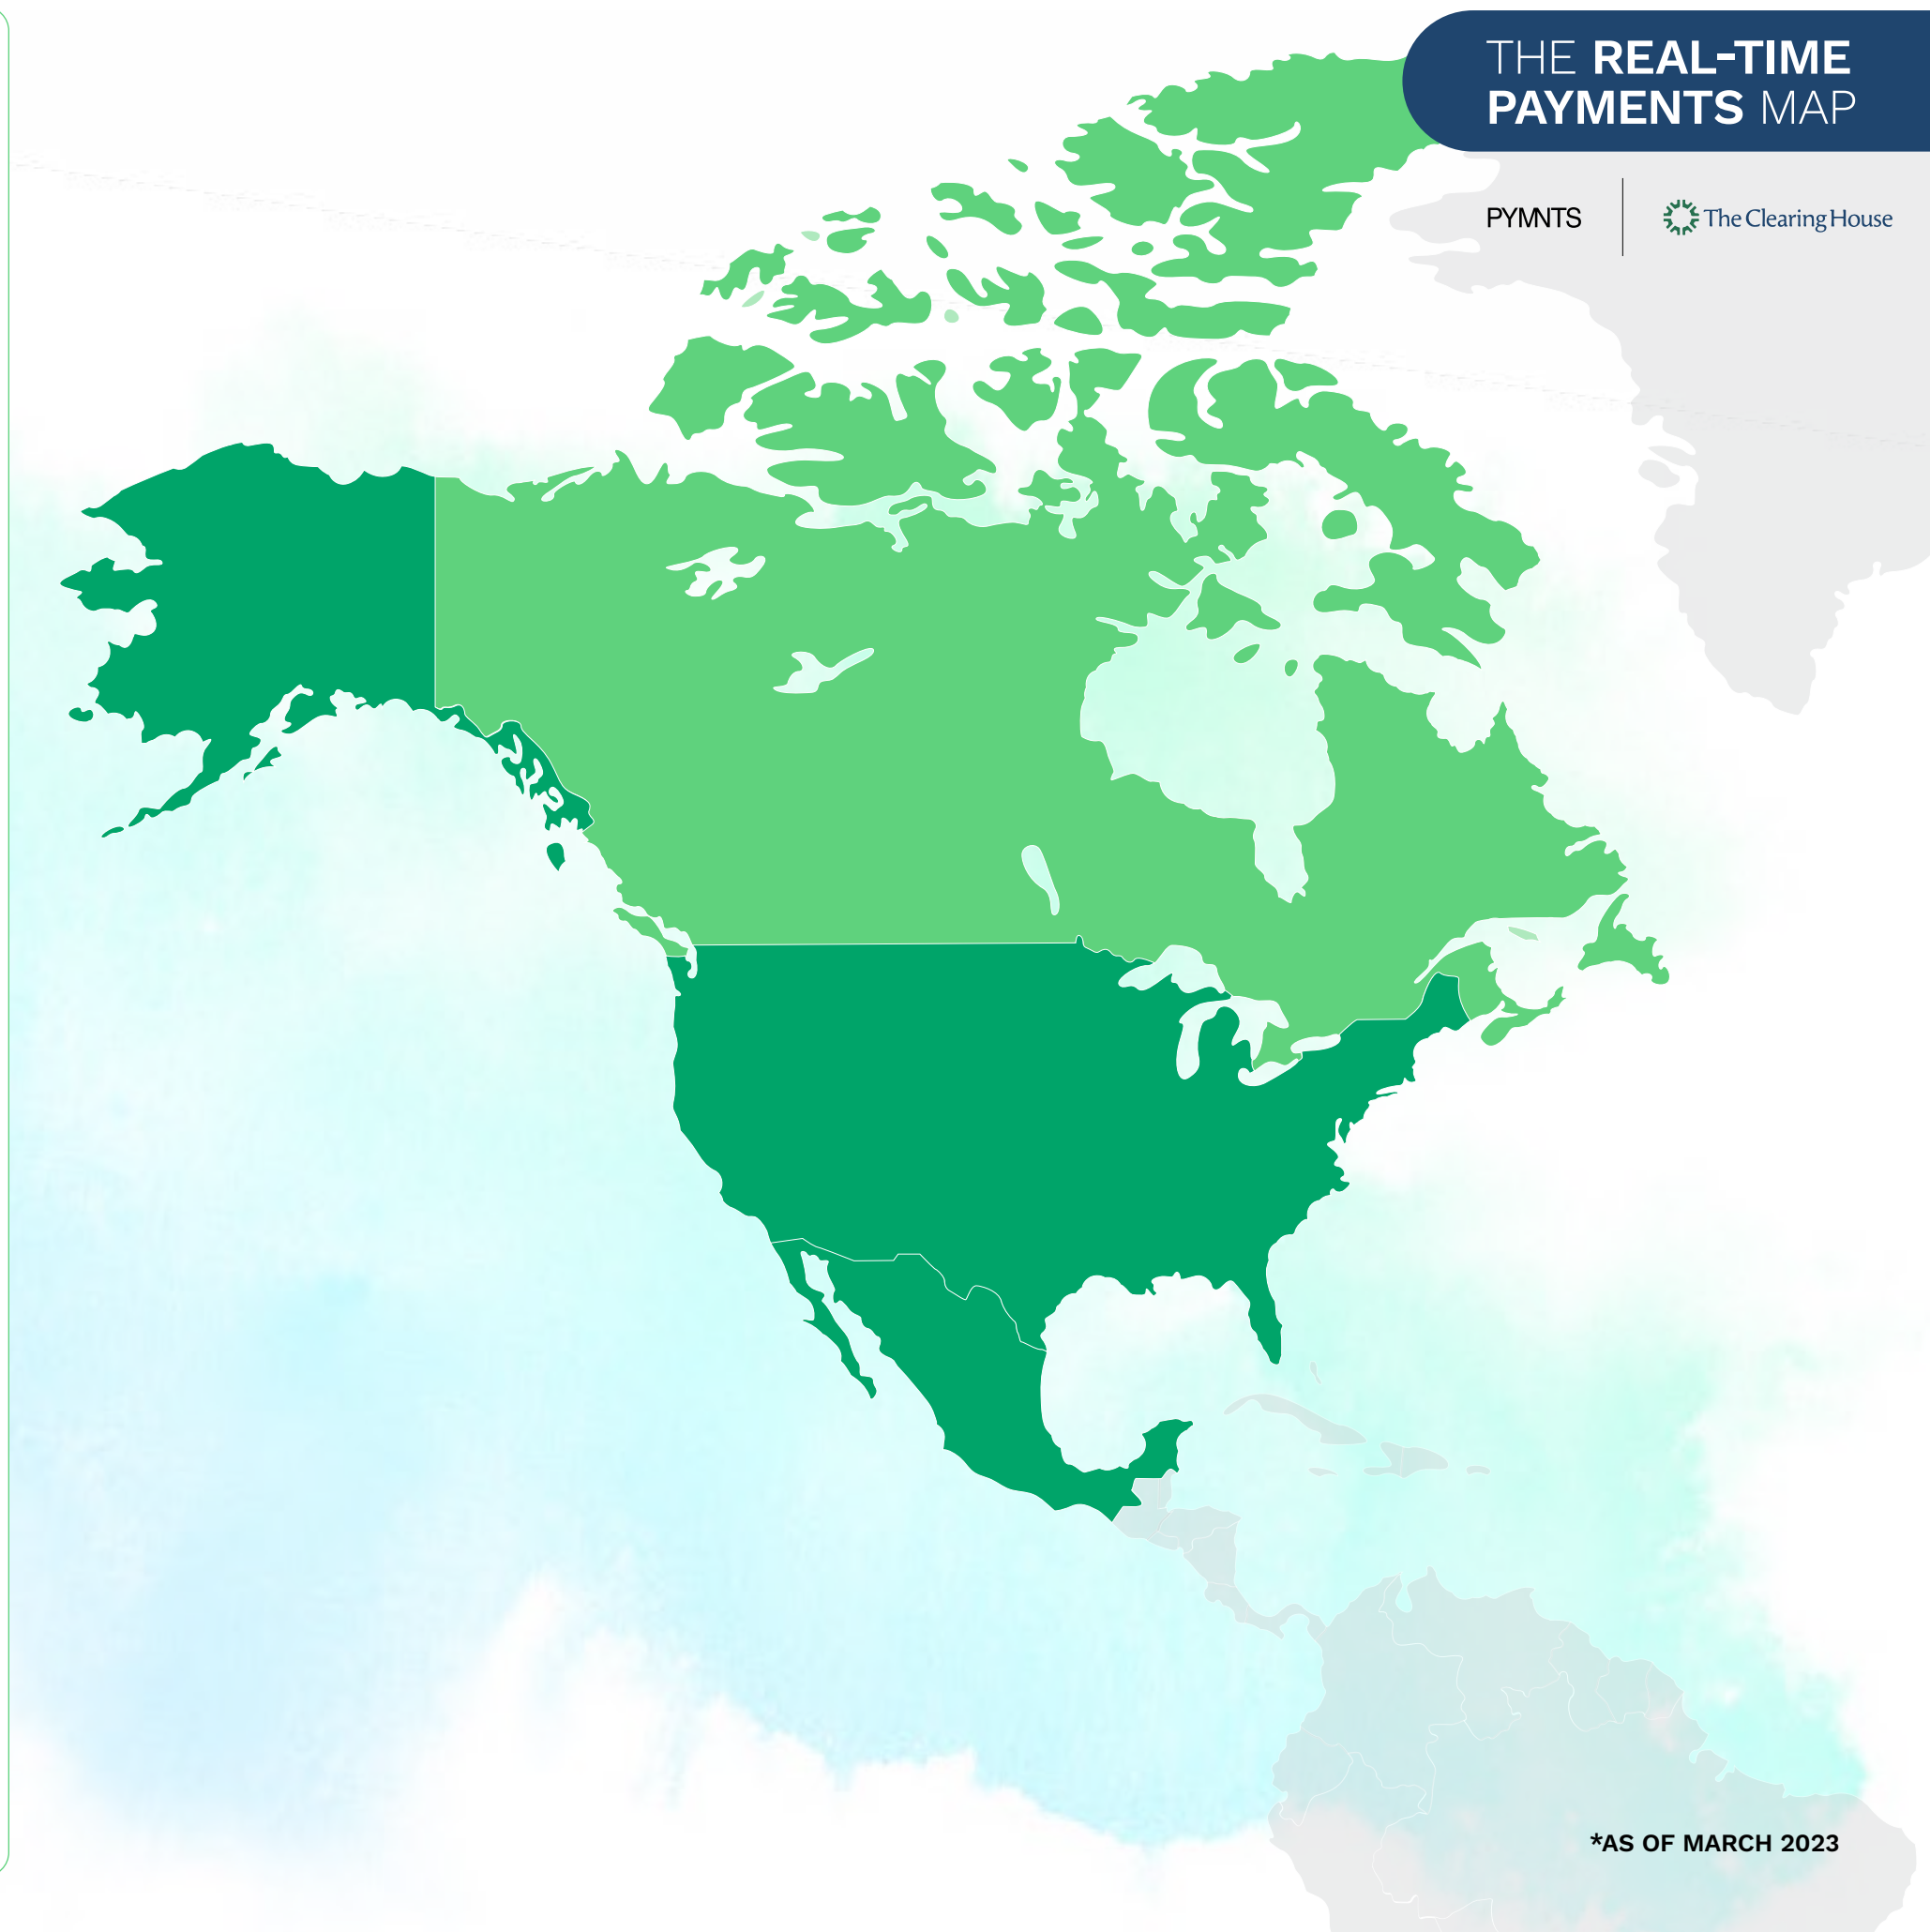 THE REAL-TIME
PAYMENTS MAP
PYMNTS
The Clearing House
*AS OF MARCH 2023